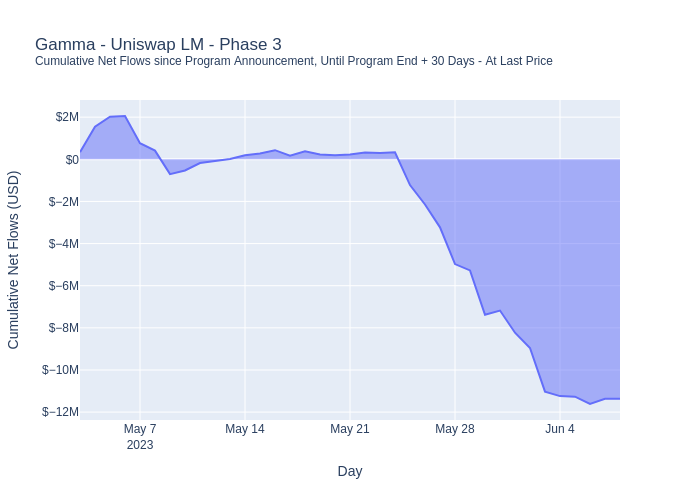 Gamma - Uniswap LM - Phase 3
Cumulative Net Flows since Program Announcement, Until Program End + 30 Days - At Last Price
Cumulative Net Flows (USD)
$2M
$0
$−2M
$−4M
$−6M
$−8M
$−10M
$−12M
May 7
2023
May 14
May 21
May 28
Jun 4
Day